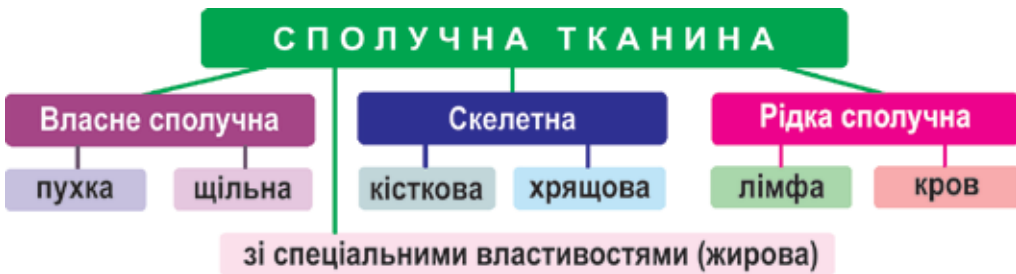 СПОЛУЧНА ТКАНИНА
Власне сполучна
Скелетна
Рідка сполучна
пухка
щільна
кісткова
хрящова
лімфа
кров
зі спеціальними властивостями (жирова)